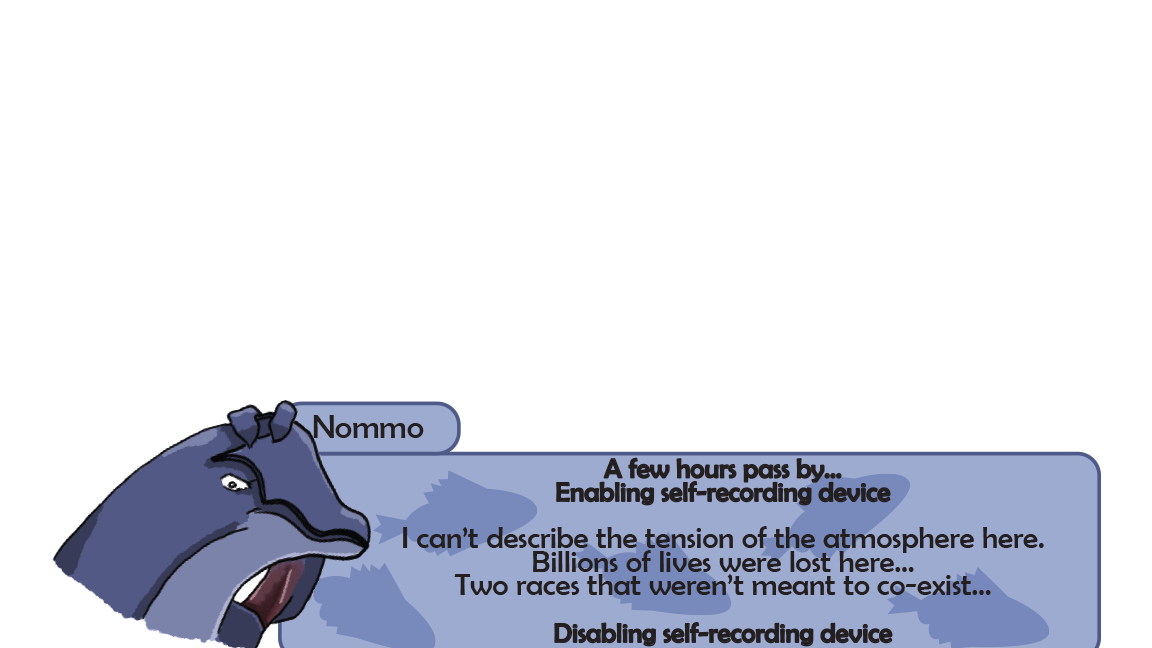 Nommo
A few hours pass by...
Enabling self-recording device
I can't describe the tension of the atmosphere here.
Billions of lives were lost here...
Two races that weren't meant to co-exist...
Disabling self-recording device